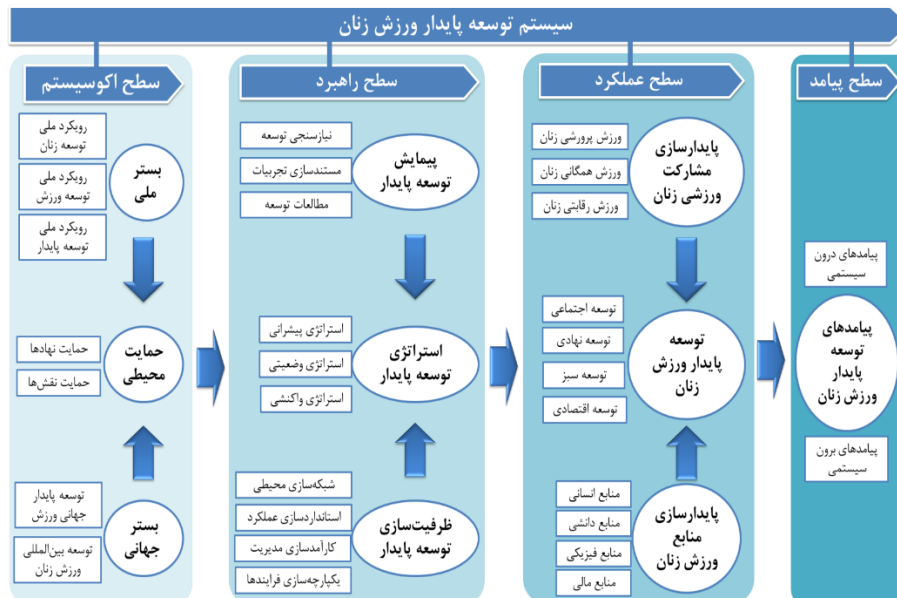 سیستم توسعه پایدار ورزش زنان
سطح اکوسیستم
رویکرد ملی
توسعه زنان
رویکرد ملی
توسعه ورزش
رویکرد ملی
توسعه پایدار
بستر
ملی
حمایت نهادها
حمایت نقش‌ها
حمایت
محیطی
توسعه پایدار
جهانی ورزش
توسعه بین‌المللی
ورزش زنان
بستر
جهانی
سطح راهبرد
نیازسنجی توسعه
مستندسازی تجربیات
مطالعات توسعه
پیمایش
توسعه پایدار
استراتژی پیشرانی
استراتژی وضعیتی
استراتژی واکنشی
استراتژی
توسعه پایدار
شبکه‌سازی محیطی
استانداردسازی عملکرد
کارآمدسازی مدیریت
یکپارچه‌سازی فرایندها
ظرفیت‌سازی
توسعه پایدار
سطح عملکرد
ورزش پرورشی زنان
ورزش همگانی زنان
ورزش رقابتی زنان
پایدارسازی
مشارکت
ورزشی زنان
توسعه اجتماعی
توسعه نهادی
توسعه سبز
توسعه اقتصادی
توسعه
پایدار ورزش
زنان
منابع انسانی
منابع دانشی
منابع فیزیکی
منابع مالی
پایدارسازی
منابع
ورزش زنان
سطح پیامد
پیامدهای درون
سیستمی
پیامدهای
توسعه
پایدار
ورزش زنان
پیامدهای برون
سیستمی